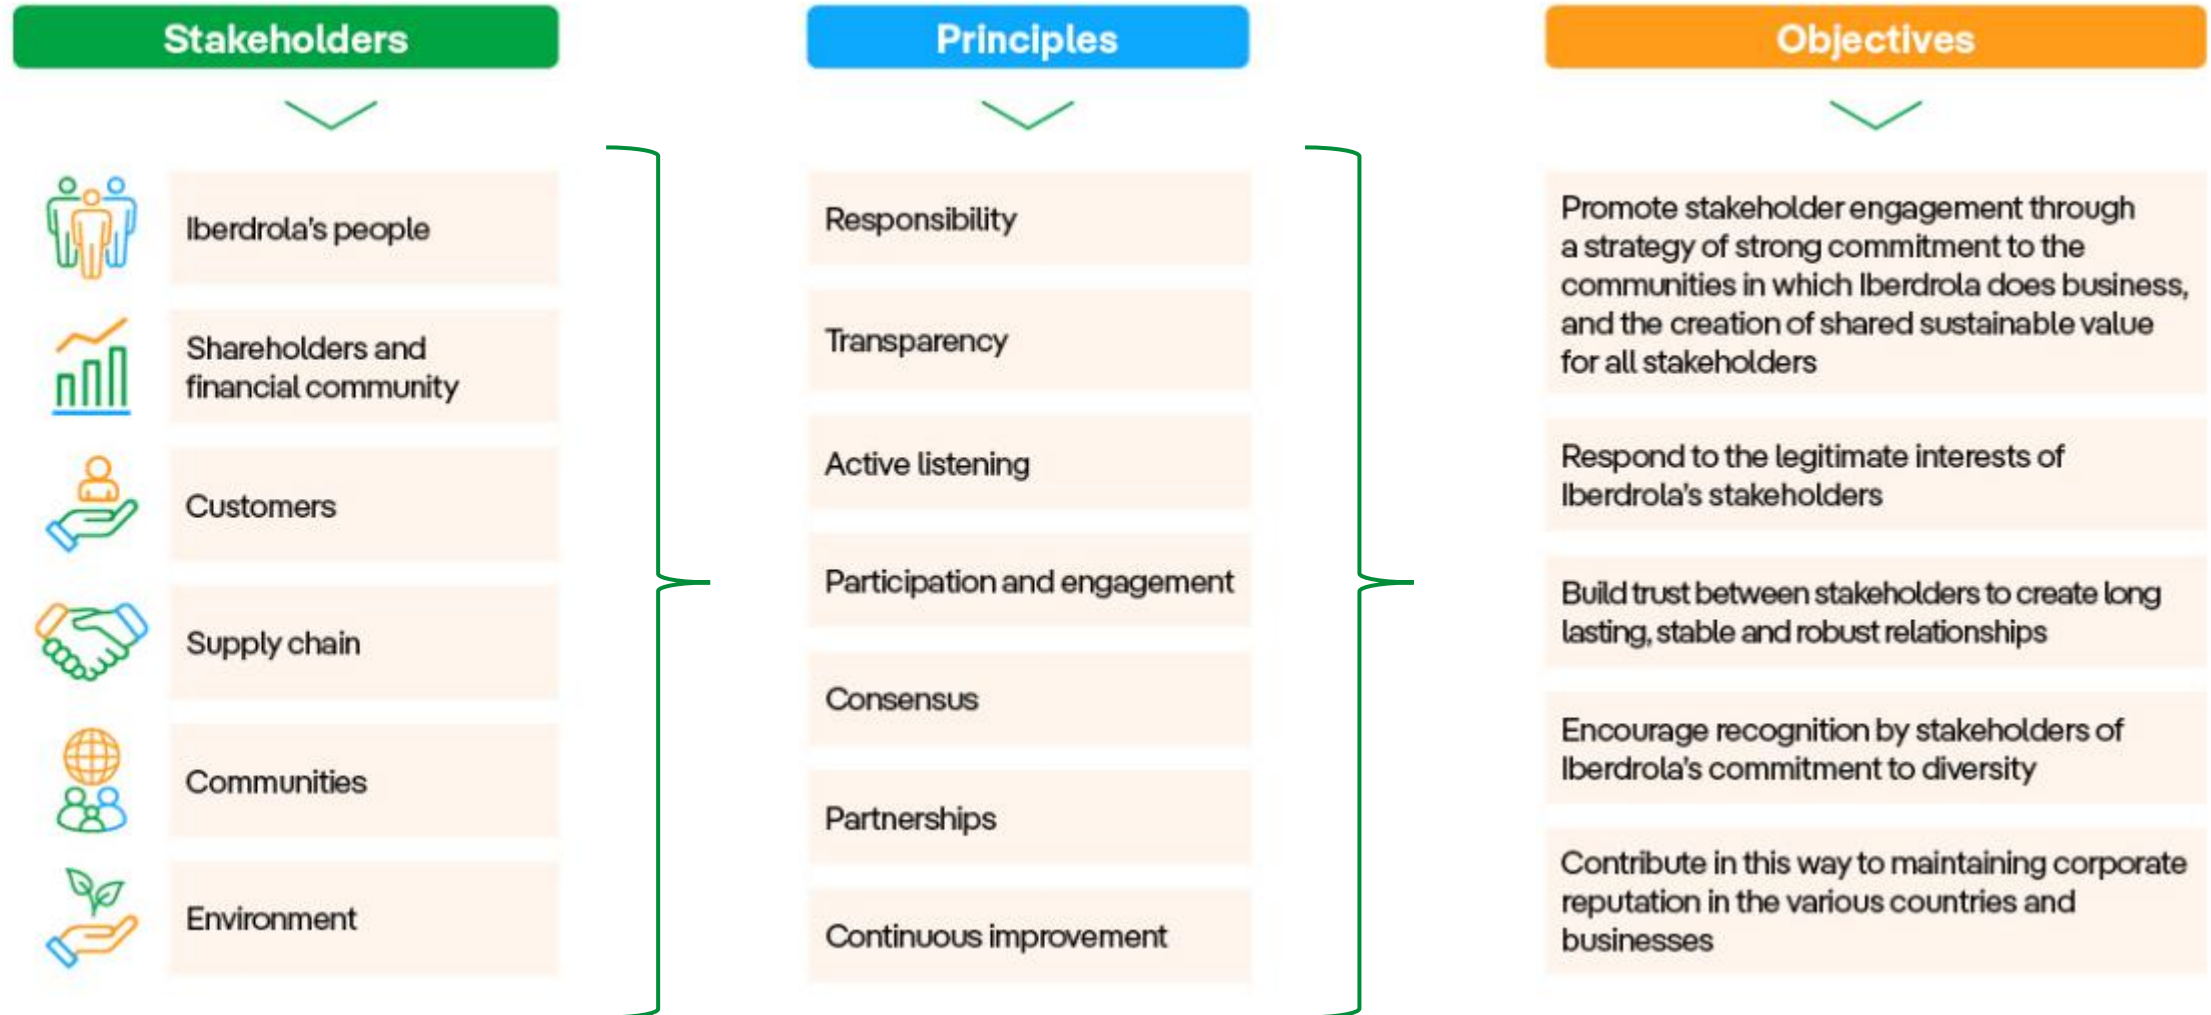 Stakeholders
Iberdrola's people
Shareholders and
financial community
Customers
Supply chain
Communities
Environment
Principles
Responsibility
Transparency
Active listening
Participation and engagement
Consensus
Partnerships
Continuous improvement
Objectives
Promote stakeholder engagement through
a strategy of strong commitment to the
communities in which Iberdrola does business,
and the creation of shared sustainable value
for all stakeholders
Respond to the legitimate interests of
Iberdrola's stakeholders
Build trust between stakeholders to create long
lasting, stable and robust relationships
Encourage recognition by stakeholders of
Iberdrola's commitment to diversity
Contribute in this way to maintaining corporate
reputation in the various countries and
businesses